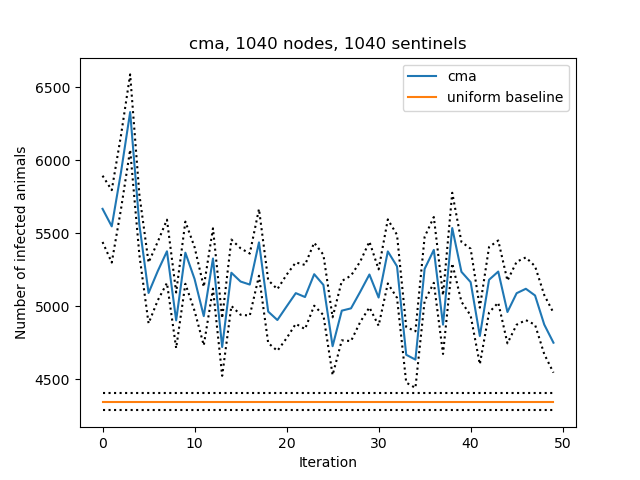 cma, 1040 nodes, 1040 sentinels
cma
uniform baseline
Number of infected animals
6500
6000
5500
5000
4500
0 10 20 30 40 50
Iteration